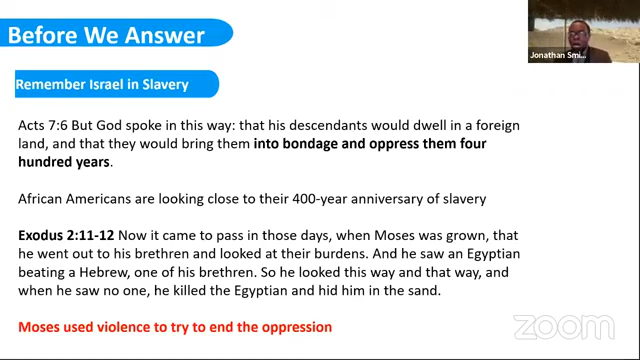 Before We Answer
Jonathan Smi...
Remember Israel in Slavery
Acts 7:6 But God spoke in this way: that his descendants would dwell in a foreign
land, and that they would bring them into bondage and oppress them four
hundred years.
African Americans are looking close to their 400-year anniversary of slavery
Exodus 2:11-12 Now it came to pass in those days, when Moses was grown, that
he went out to his brethren and looked at their burdens. And he saw an Egyptian
beating a Hebrew, one of his brethren. So he looked this way and that way, and
when he saw no one, he killed the Egyptian and hid him in the sand.
Moses used violence to try to end the oppression
zoom